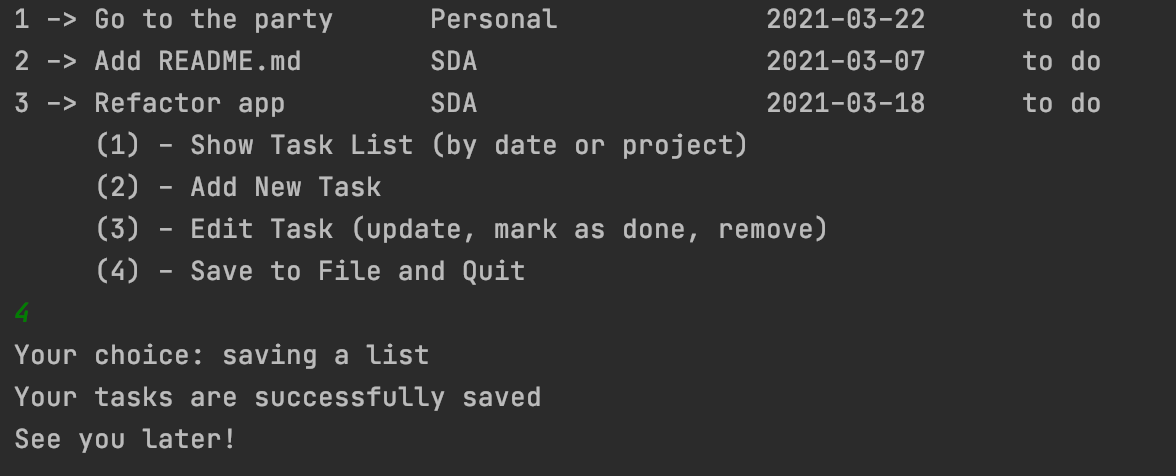 1 -> Go to the party Personal 2021-03-22 to do
2 -> Add README.md SDA 2021-03-07 to do
3 -> Refactor app SDA 2021-03-18 to do
(1) - Show Task List (by date or project)
(2) - Add New Task
(3) - Edit Task (update, mark as done, remove)
(4) - Save to File and Quit
4
Your choice: saving a list
Your tasks are successfully saved
See you later!